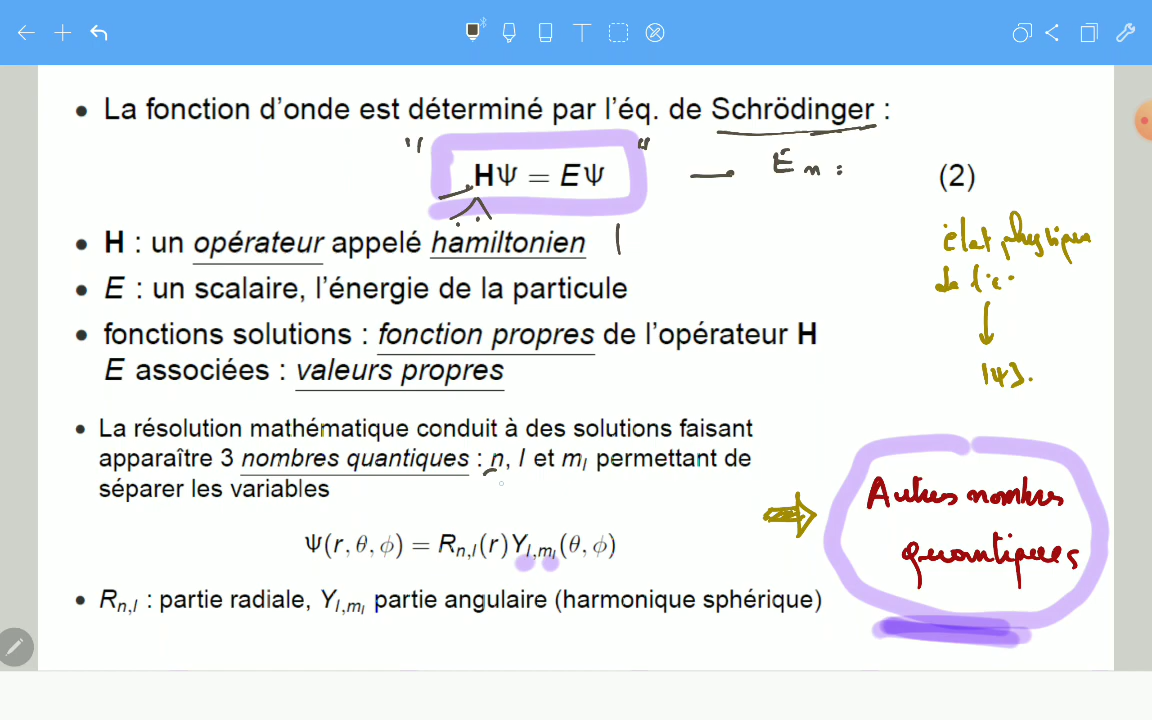 • La fonction d'onde est déterminé par l'éq. de Schrödinger :
" HΨ = EΨ " — En : (2)
• H : un opérateur appelé hamiltonien
• E : un scalaire, l'énergie de la particule
• fonctions solutions : fonction propres de l'opérateur H
E associées : valeurs propres
état physique
de l'e-
↓
|Ψ|
• La résolution mathématique conduit à des solutions faisant
apparaître 3 nombres quantiques : n, l et mₗ permettant de
séparer les variables
Ψ(r, θ, ϕ) = Rn,l(r)Yl,mₗ(θ, ϕ)
• Rn,l : partie radiale, Yl,mₗ partie angulaire (harmonique sphérique)
⇒ Autres nombres
quantiques